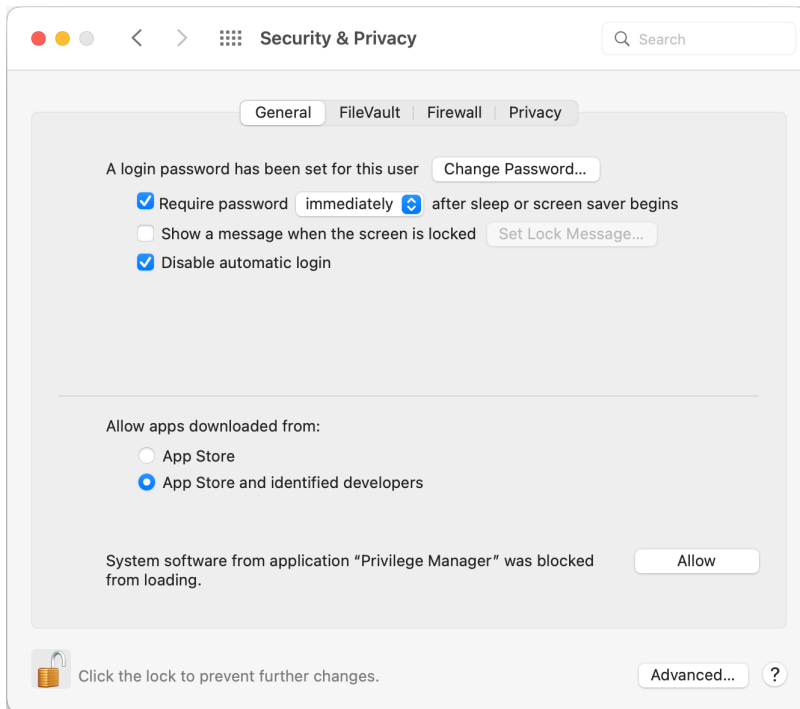 Security & Privacy
Search
General FileVault Firewall Privacy
A login password has been set for this user Change Password...
Require password immediately after sleep or screen saver begins
Show a message when the screen is locked Set Lock Message...
Disable automatic login
Allow apps downloaded from:
App Store
App Store and identified developers
System software from application “Privilege Manager” was blocked
from loading.
Allow
Click the lock to prevent further changes.
Advanced... ?